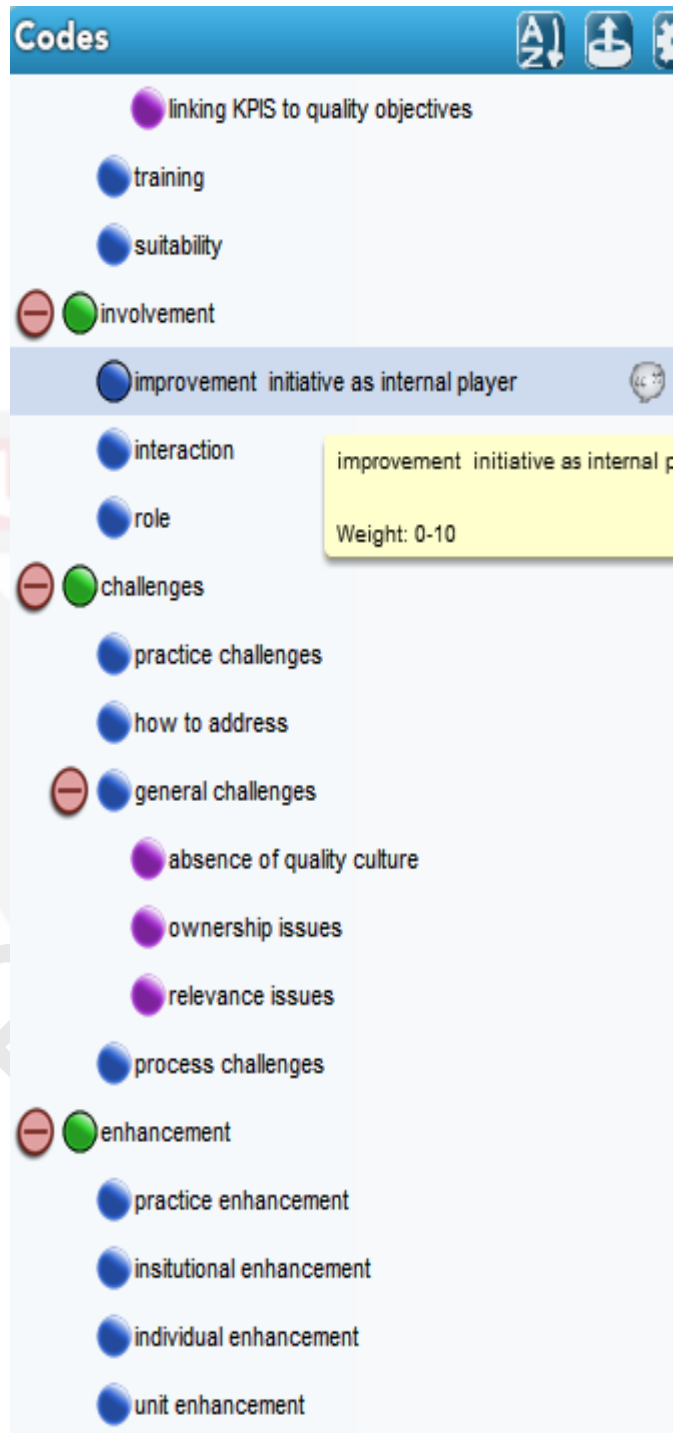 Codes
linking KPIS to quality objectives
training
suitability
involvement
improvement initiative as internal player
interaction
improvement initiative as internal
role
Weight: 0-10
challenges
practice challenges
how to address
general challenges
absence of quality culture
ownership issues
relevance issues
process challenges
enhancement
practice enhancement
insitutional enhancement
individual enhancement
unit enhancement